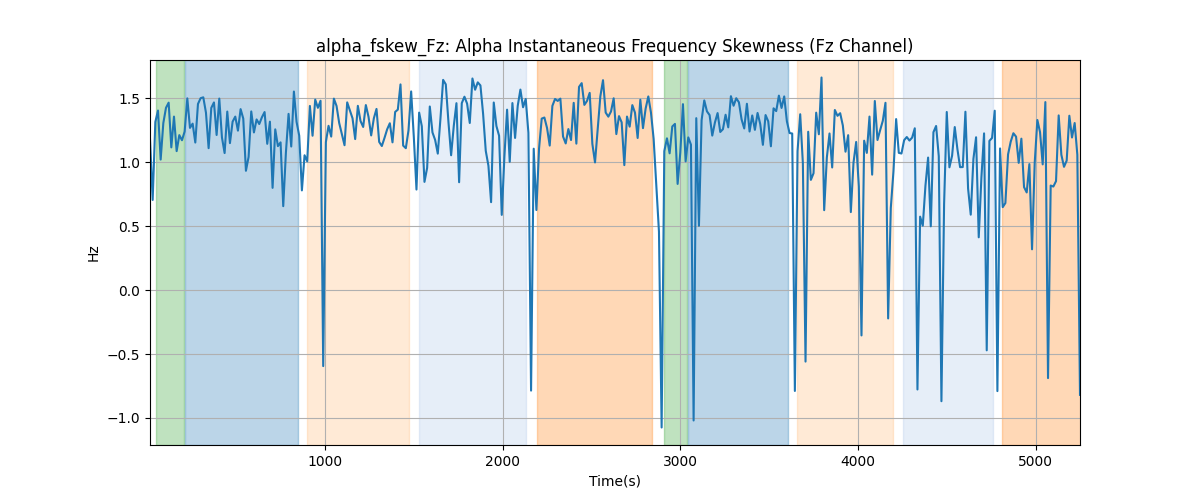 alpha_fskew_Fz: Alpha Instantaneous Frequency Skewness (Fz Channel)
1.5
1.0
0.5
0.0
−0.5
−1.0
Hz
1000 2000 3000 4000 5000
Time(s)